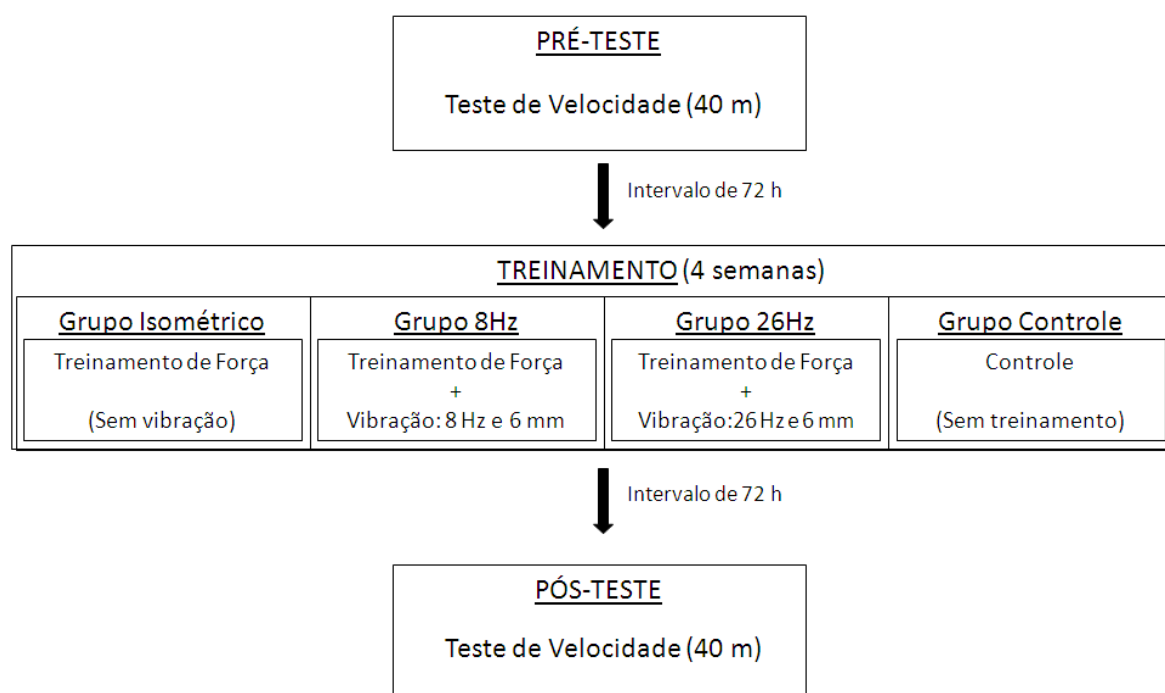 PRÉ-TESTE
Teste de Velocidade (40 m)
Intervalo de 72 h
TREINAMENTO (4 semanas)
Grupo Isométrico
Treinamento de Força
(Sem vibração)
Grupo 8Hz
Treinamento de Força
+
Vibração: 8 Hz e 6 mm
Grupo 26Hz
Treinamento de Força
+
Vibração:26 Hz e 6 mm
Grupo Controle
Controle
(Sem treinamento)
Intervalo de 72 h
PÓS-TESTE
Teste de Velocidade (40 m)